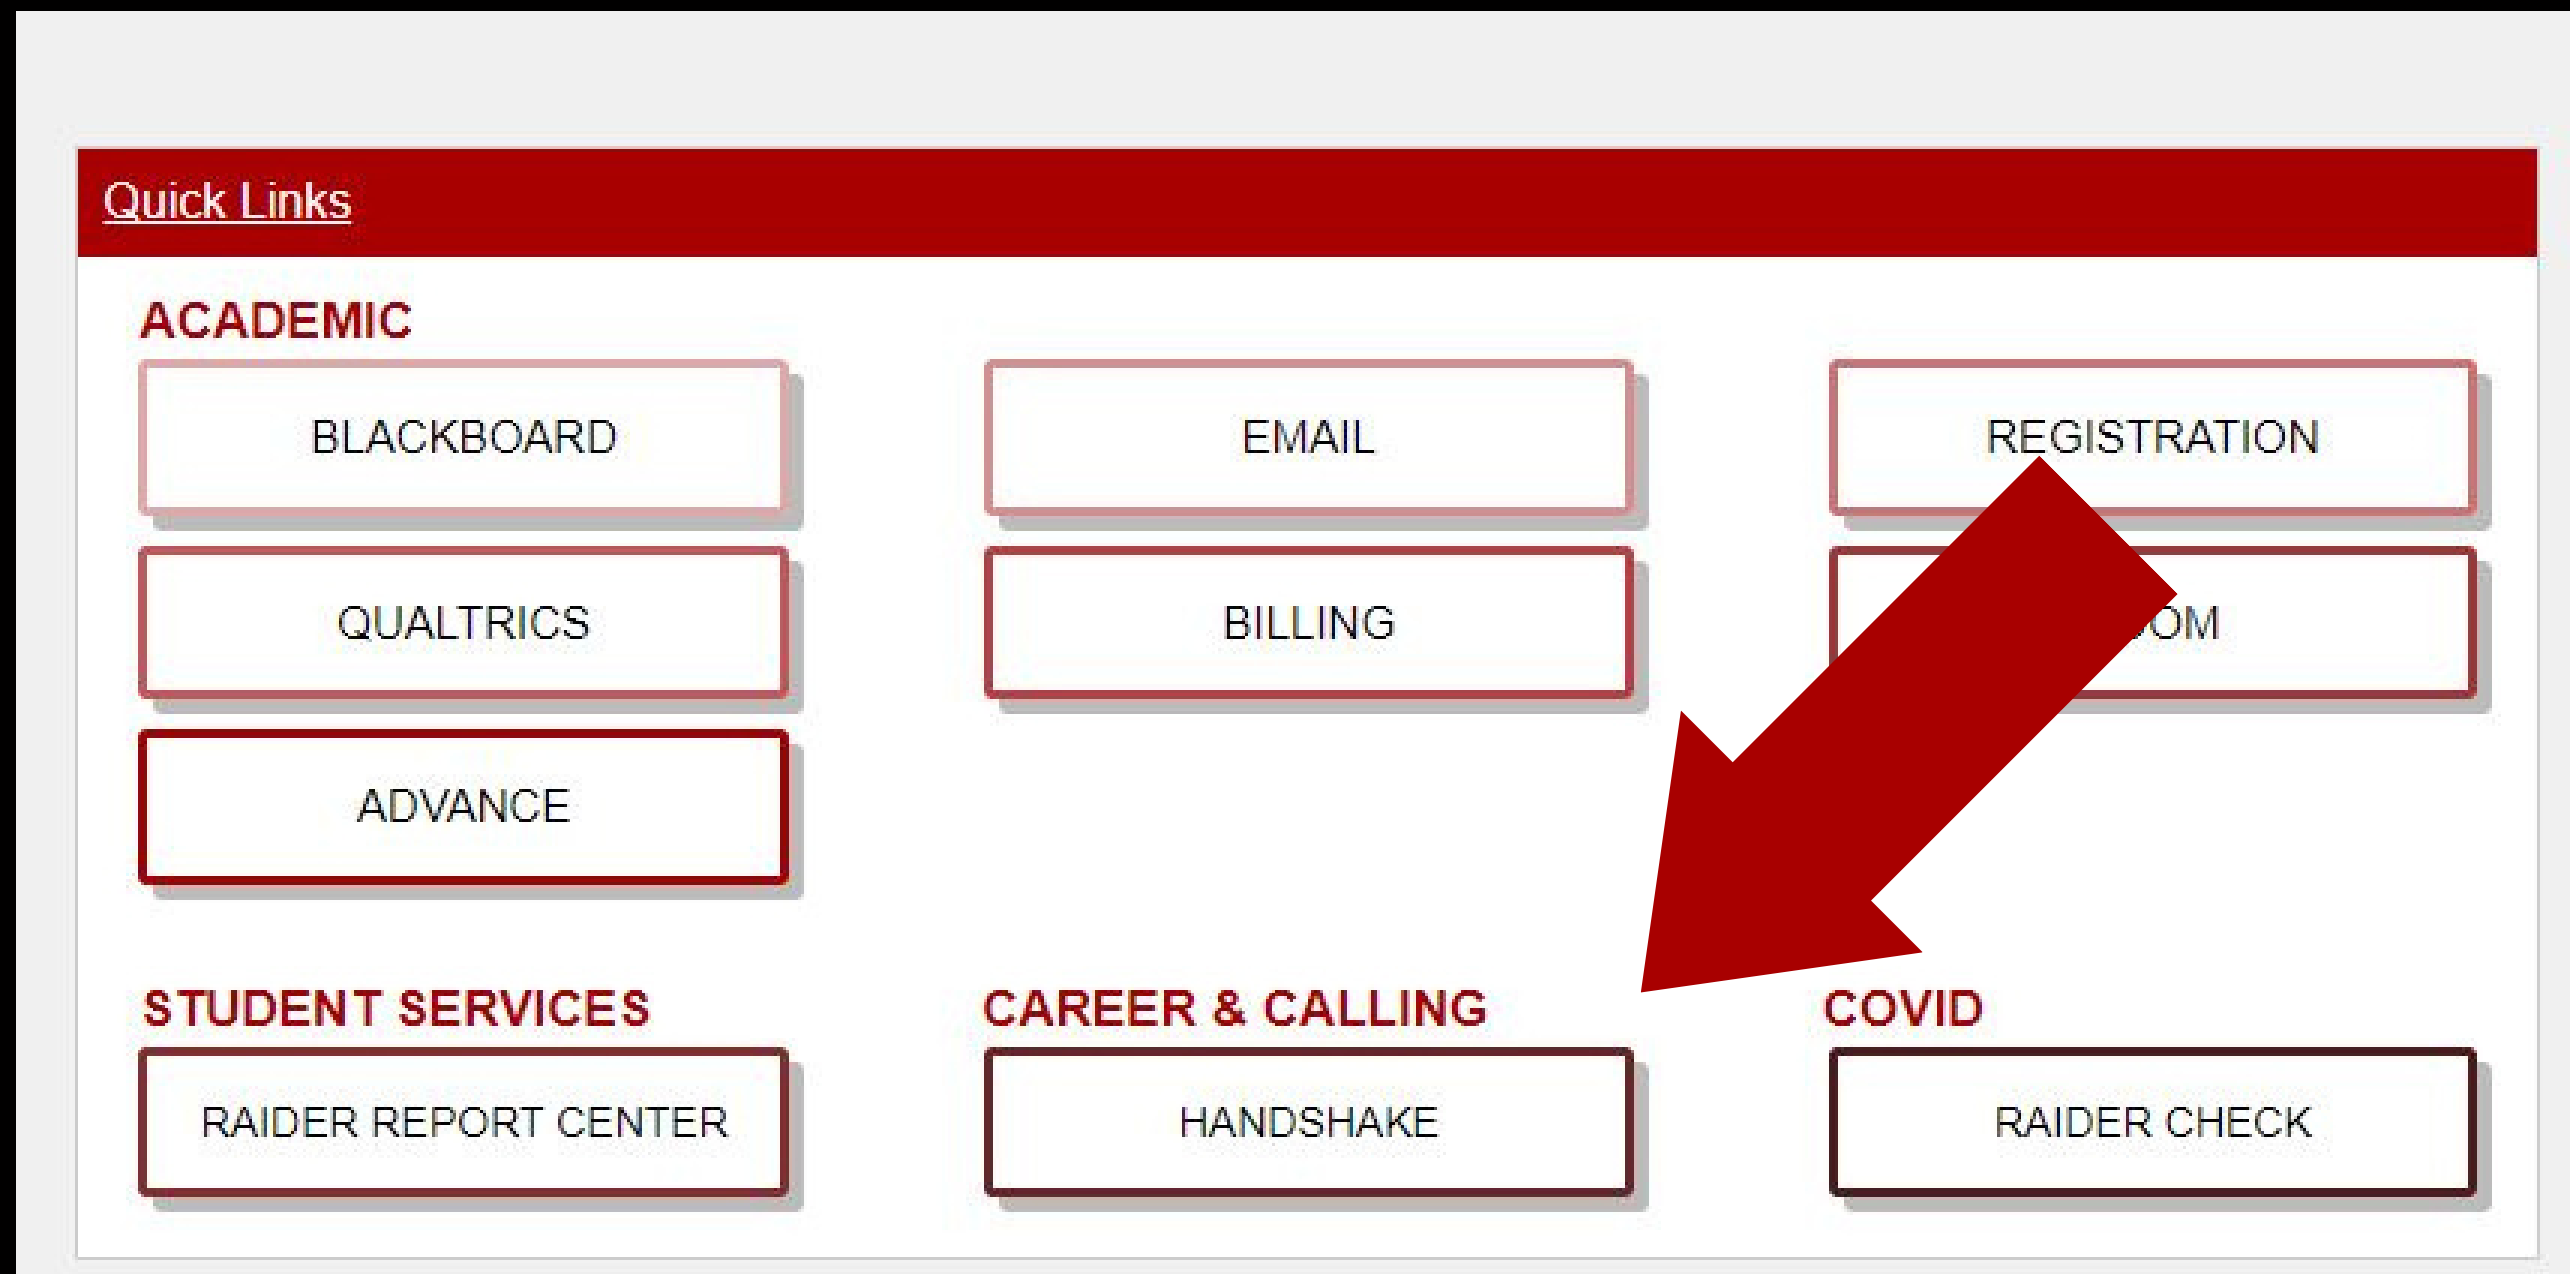 Quick Links
ACADEMIC
BLACKBOARD EMAIL REGISTRATION
QUALTRICS BILLING
ADVANCE
STUDENT SERVICES CAREER & CALLING COVID
RAIDER REPORT CENTER HANDSHAKE RAIDER CHECK